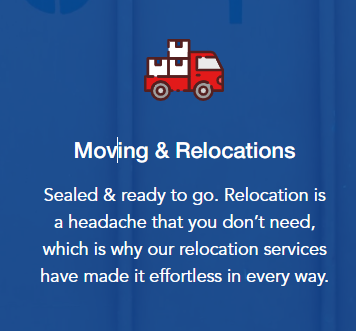 Moving & Relocations
Sealed & ready to go. Relocation is
a headache that you don't need,
which is why our relocation services
have made it effortless in every way.